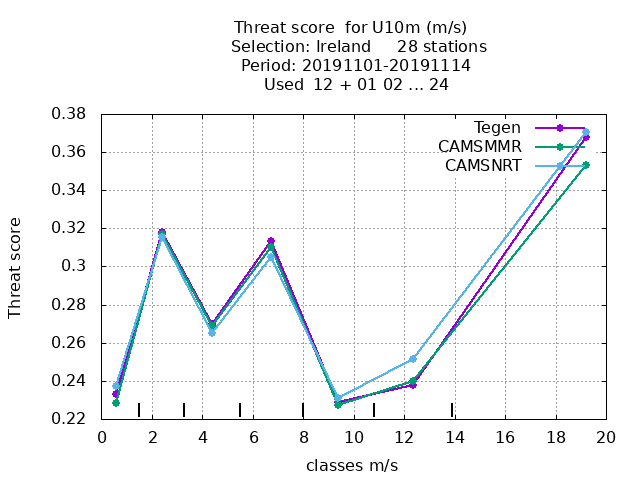 Threat score for U10m (m/s)
Selection: Ireland 28 stations
Period: 20191101-20191114
Used 12 + 01 02 ... 24
Threat score
0.38
0.36
0.34
0.32
0.3
0.28
0.26
0.24
0.22
Tegen
CAMSMMR
CAMSNRT
0 2 4 6 8 10 12 14 16 18 20
classes m/s